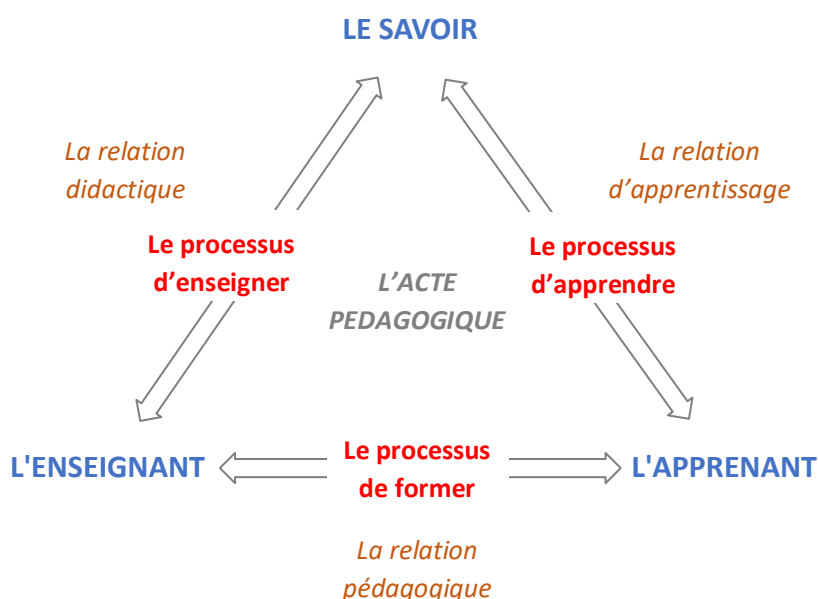 LE SAVOIR
La relation
didactique
La relation
d’apprentissage
Le processus
d’enseigner
Le processus
d’apprendre
L’ACTE
PEDAGOGIQUE
L'ENSEIGNANT
Le processus
de former
L'APPRENANT
La relation
pédagogique